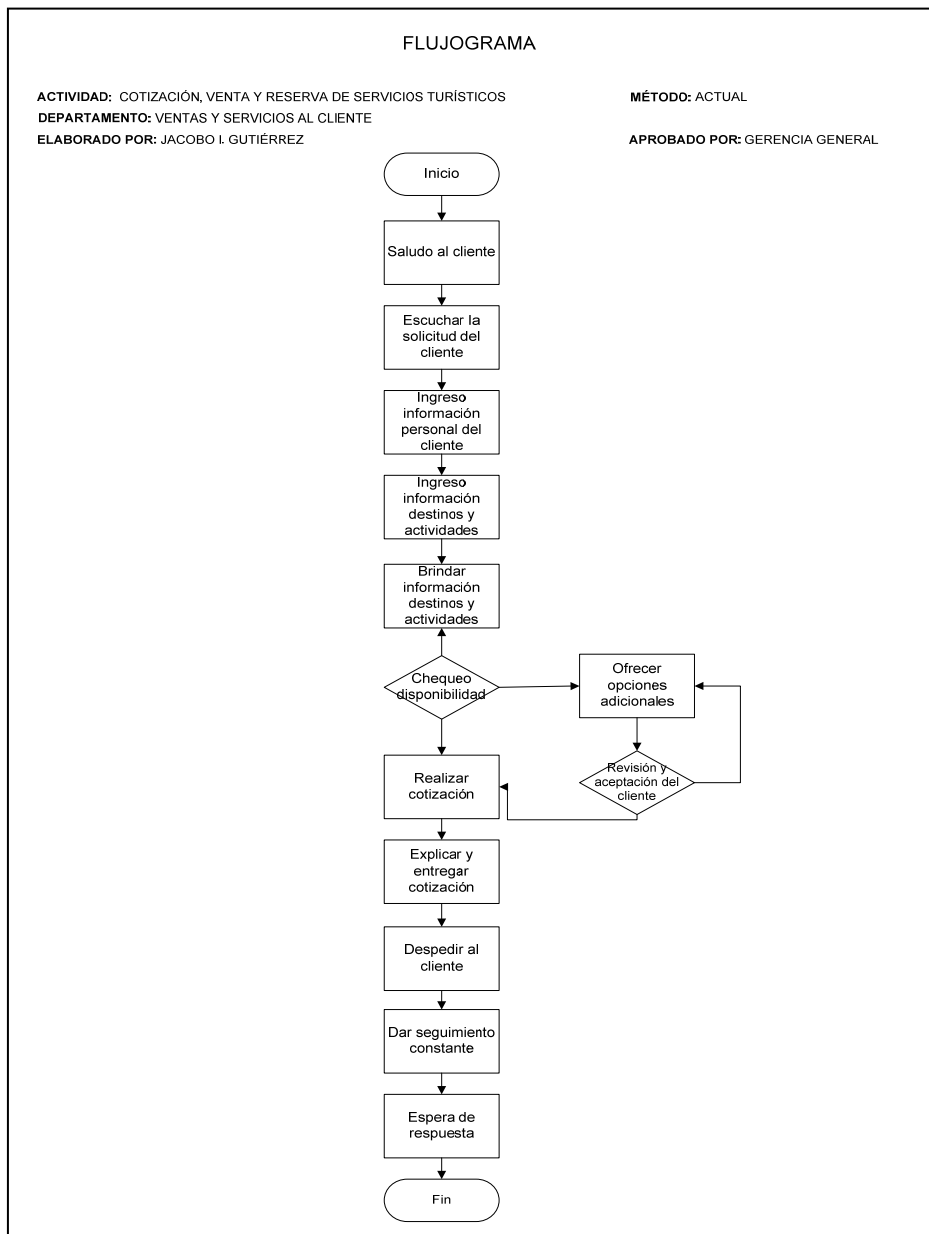 FLUJOGRAMA
ACTIVIDAD: COTIZACIÓN, VENTA Y RESERVA DE SERVICIOS TURÍSTICOS
MÉTODO: ACTUAL
DEPARTAMENTO: VENTAS Y SERVICIOS AL CLIENTE
ELABORADO POR: JACOBO I. GUTIÉRREZ
APROBADO POR: GERENCIA GENERAL
Inicio
Saludo al cliente
Escuchar la
solicitud del
cliente
Ingreso
información
personal del
cliente
Ingreso
información
destinos y
actividades
Brindar
información
destinos y
actividades
Chequeo
disponibilidad
Ofrecer
opciones
adicionales
Revisión y
aceptación del
cliente
Realizar
cotización
Explicar y
entregar
cotización
Despedir al
cliente
Dar seguimiento
constante
Espera de
respuesta
Fin